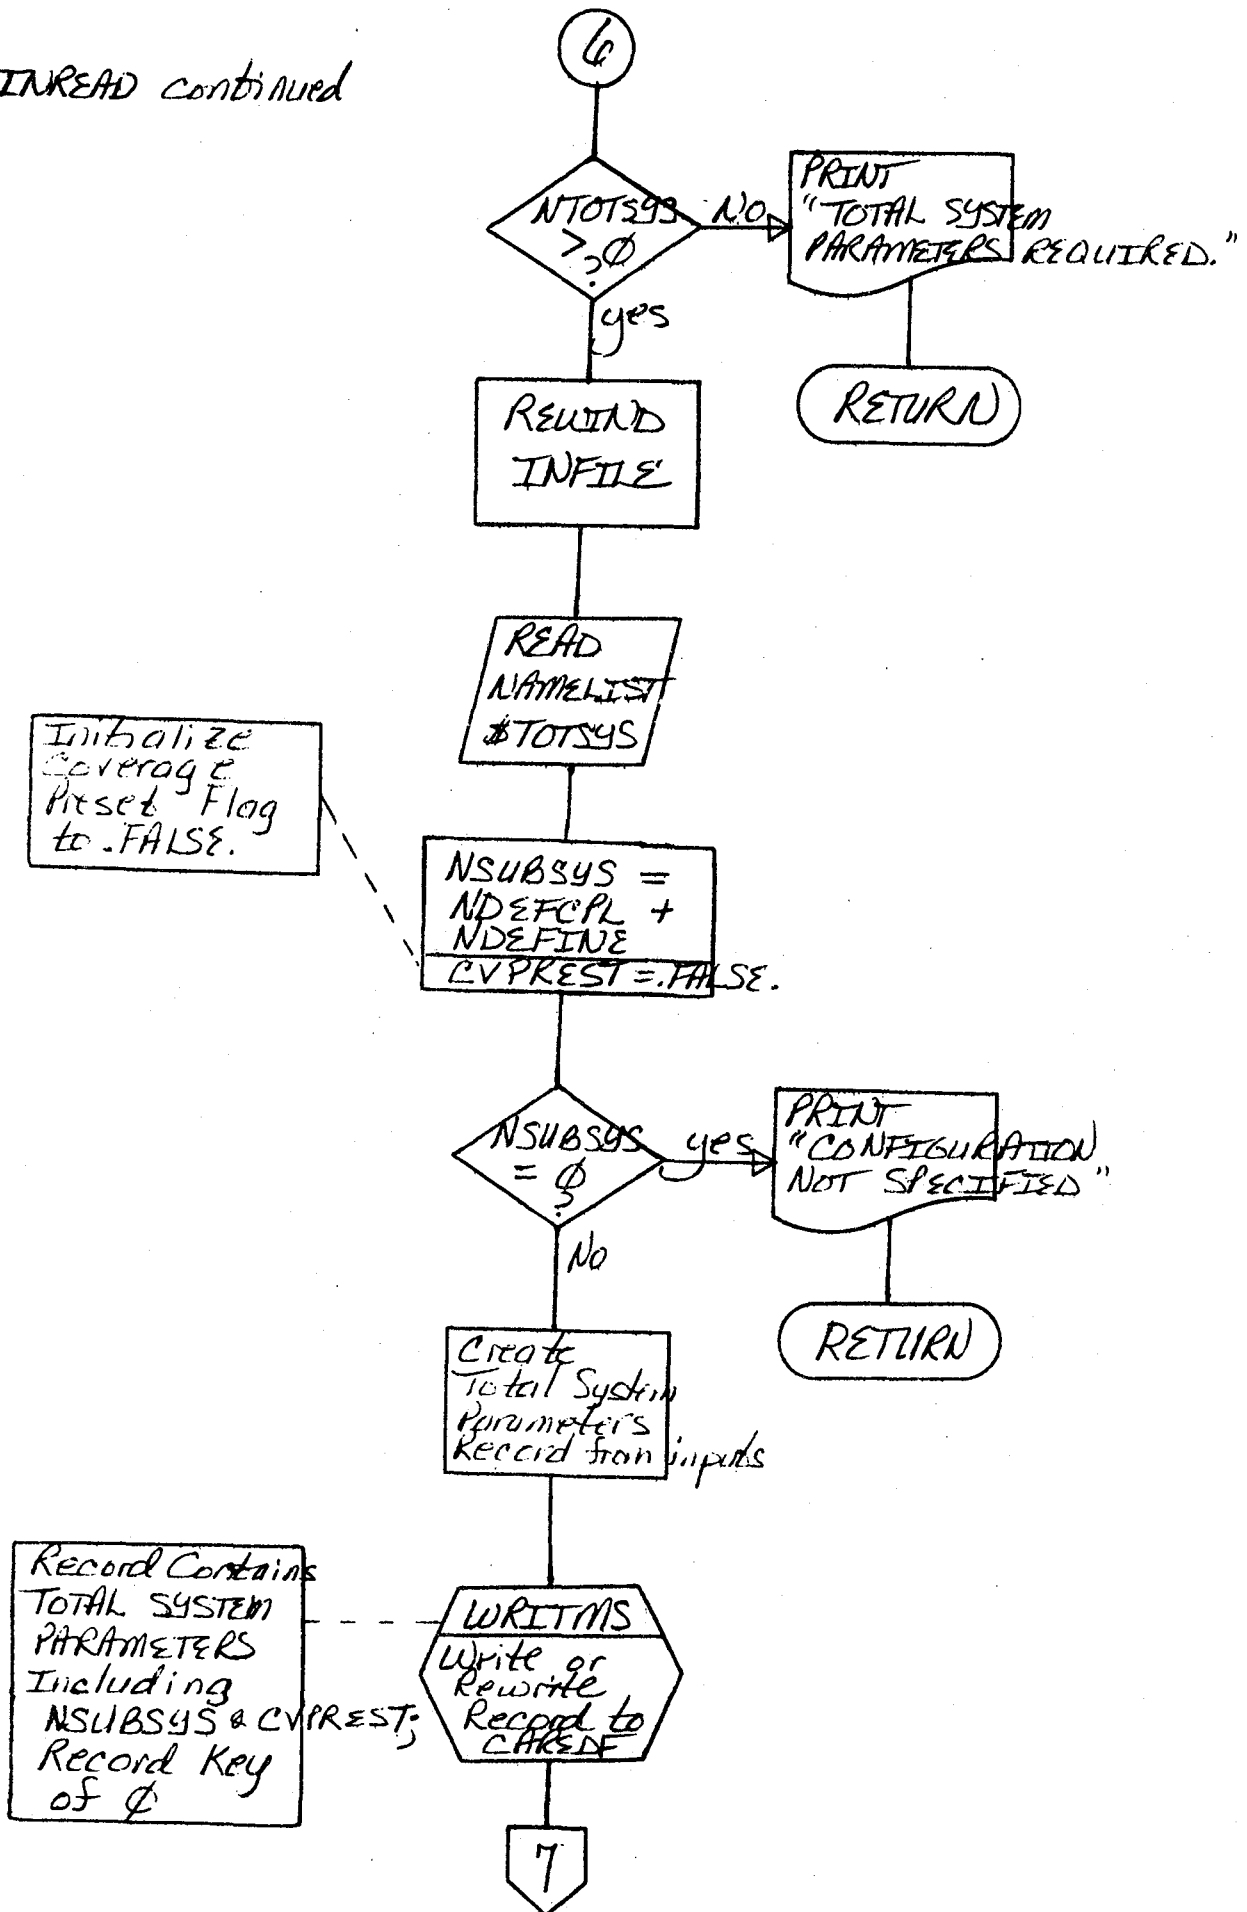 6
INREAD continued
NTOTSYS
> Ø
?
No
PRINT
"TOTAL SYSTEM
PARAMETERS REQUIRED."
yes
RETURN
REWIND
INFILE
READ
NAMELIST
$TOTSYS
Initialize
Coverage
Preset Flag
to .FALSE.
NSUBSYS =
NDEFCPL +
NDEFINE
CVPREST = .FALSE.
NSUBSYS
= Ø
?
yes
PRINT
"CONFIGURATION
NOT SPECIFIED"
No
RETURN
Create
Total System
Parameters
Record from inputs
Record Contains
TOTAL SYSTEM
PARAMETERS
Including
NSUBSYS & CVPREST;
Record Key
of Ø
WRITMS
Write or
Rewrite
Record to
CAREDF
7